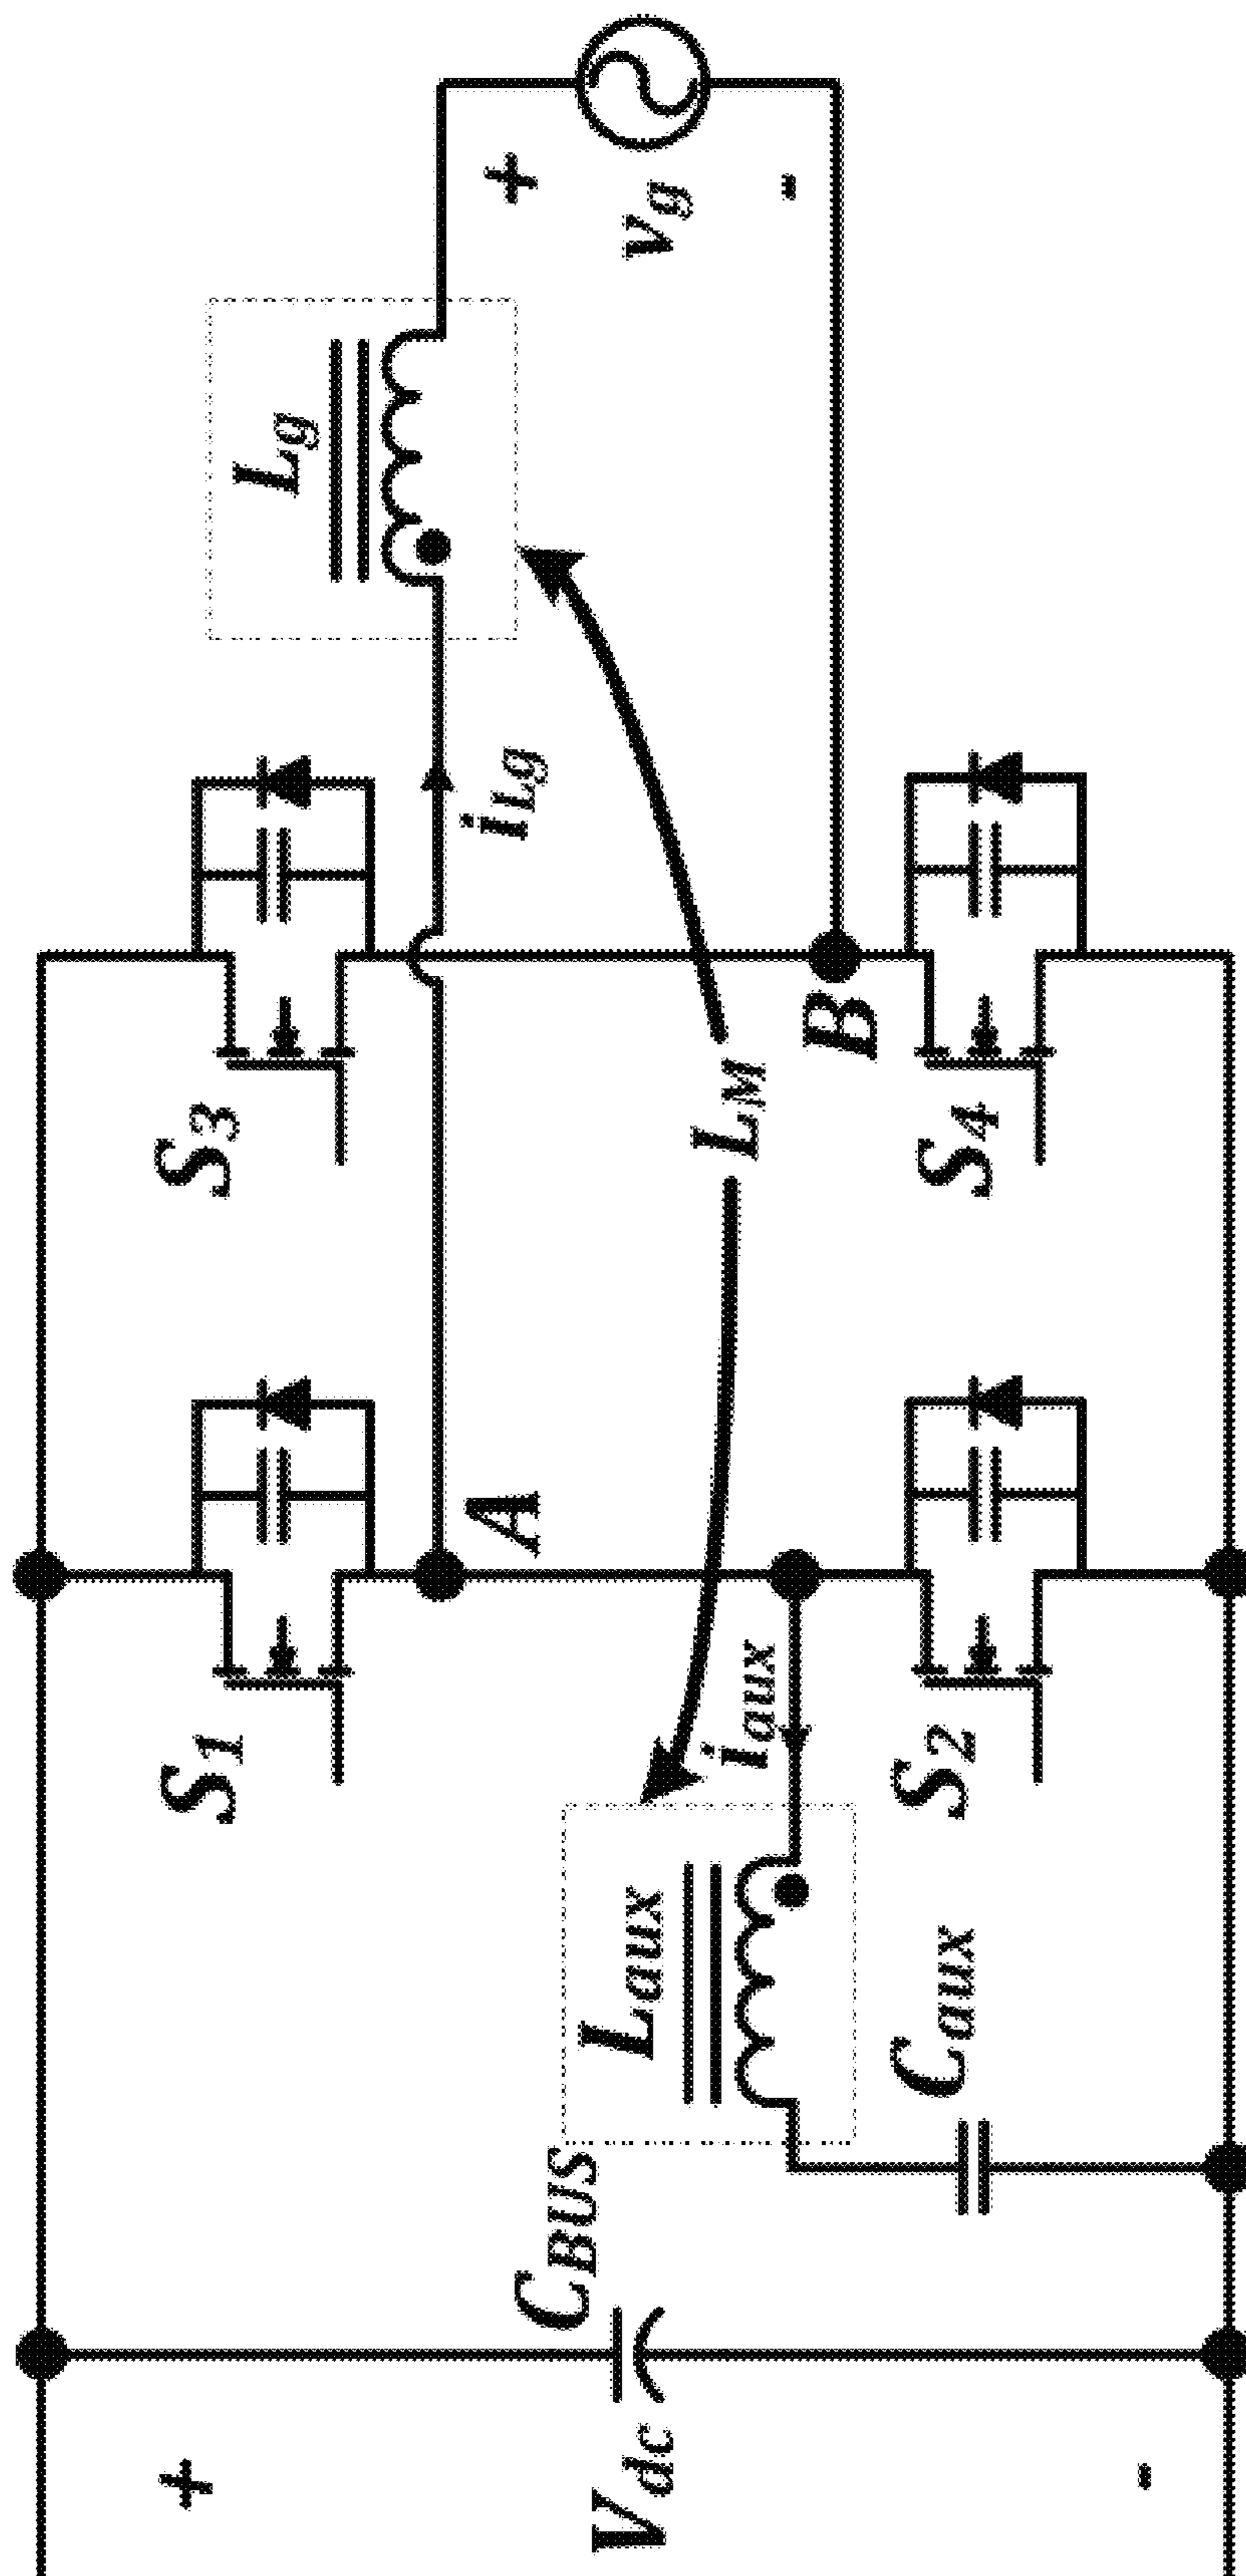 +
Vdc
-
CBUS
Laux
Caux
iaux
S1
S2
A
LM
S3
B
S4
iLg
Lg
+
vg
-